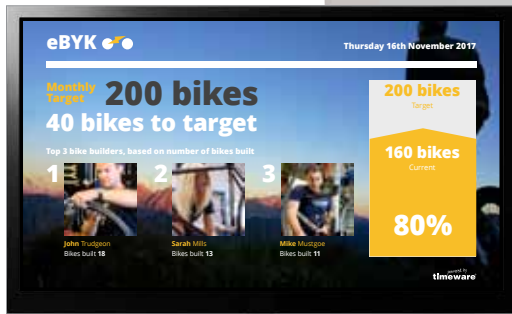 eBYK
Thursday 16th November 2017
Monthly
Target
200 bikes
40 bikes to target
Top 3 bike builders, based on number of bikes built
1
2
3
John Trudgeon
Bikes built 18
Sarah Mills
Bikes built 13
Mike Mustgoe
Bikes built 11
200 bikes
Target
160 bikes
Current
80%
powered by
timeware